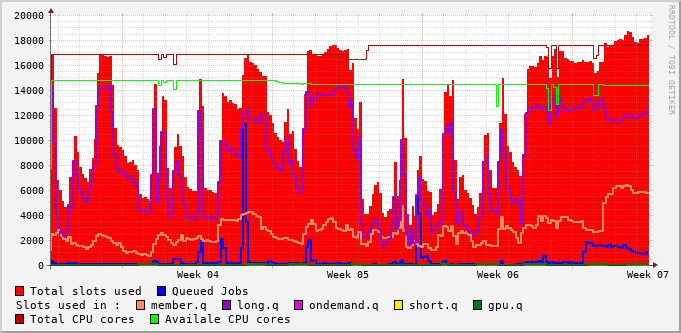 20000
18000
16000
14000
12000
10000
8000
6000
4000
2000
0
Week 04 Week 05 Week 06 Week 07
RRDTOOL / TOBI OETIKER
Total slots used Queued Jobs
Slots used in : member.q long.q ondemand.q short.q gpu.q
Total CPU cores Availale CPU cores